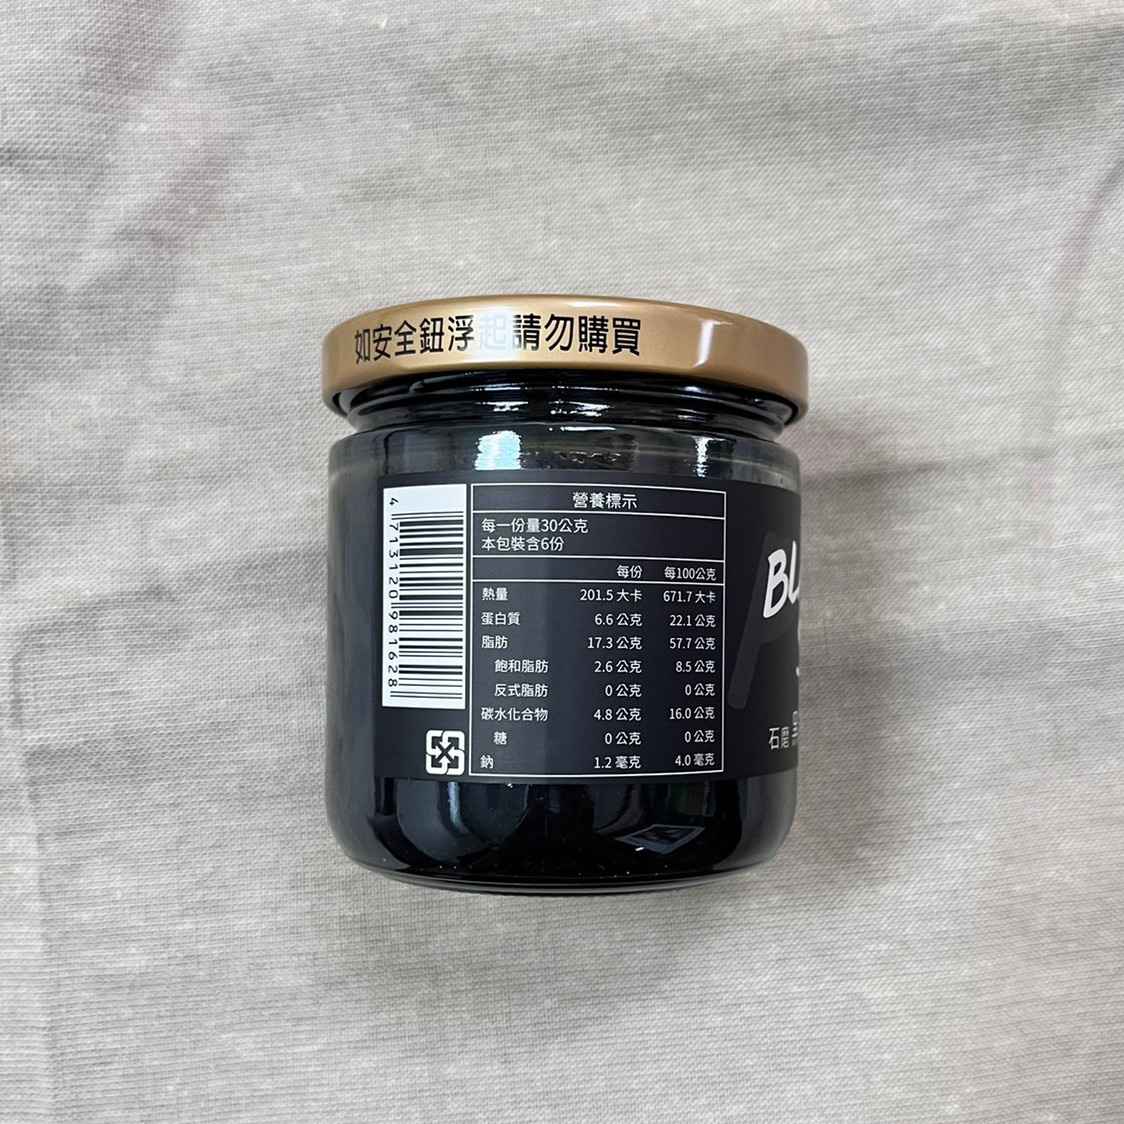 如安全鈕浮起請勿購買
4 713120 981628
營養標示
每一份量30公克
本包裝含6份
每份 每100公克
熱量 201.5 大卡 671.7 大卡
蛋白質 6.6 公克 22.1 公克
脂肪 17.3 公克 57.7 公克
飽和脂肪 2.6 公克 8.5 公克
反式脂肪 0 公克 0 公克
碳水化合物 4.8 公克 16.0 公克
糖 0 公克 0 公克
鈉 1.2 毫克 4.0 毫克
BL
石磨